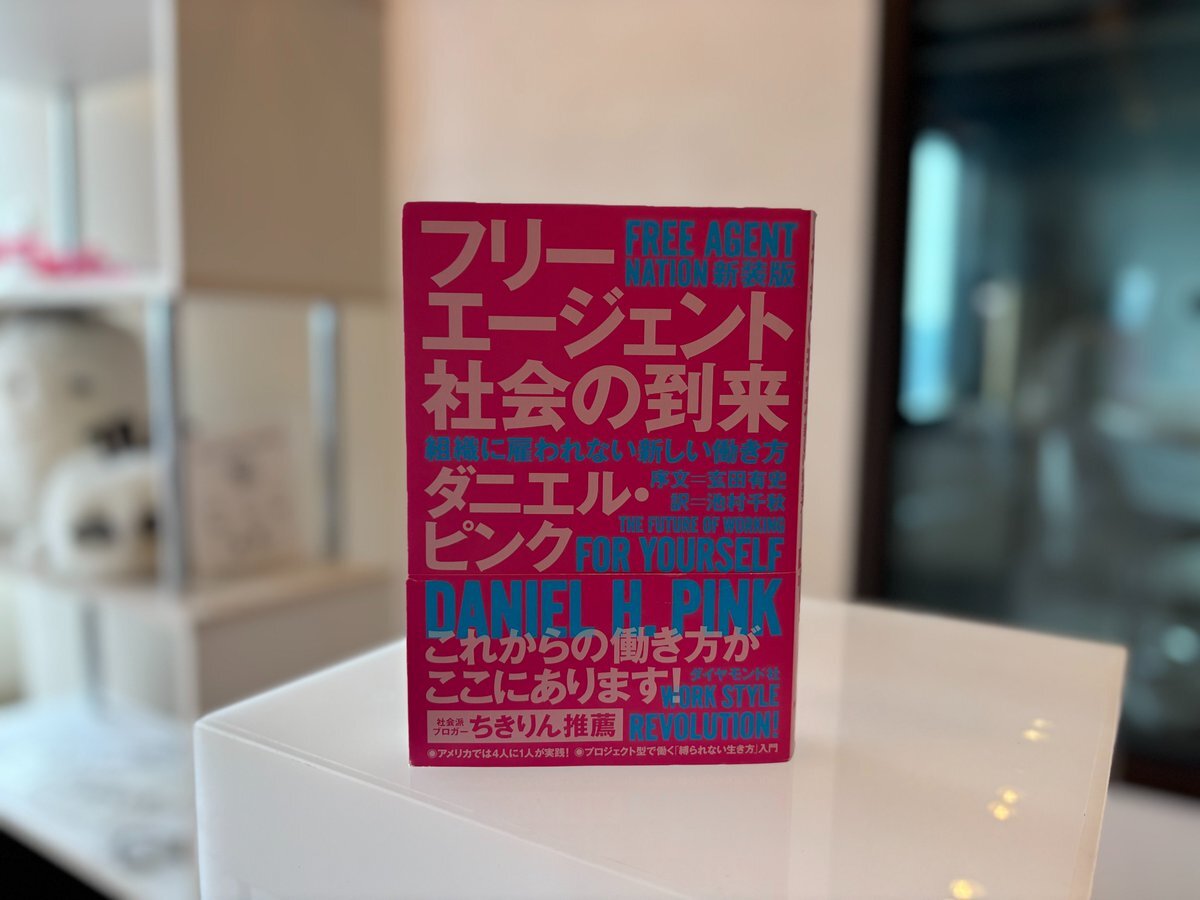 フリー
FREE AGENT
NATION 新装版
エージェント
社会の到来
組織に雇われない新しい働き方
ダニエル・
序文=玄田有史
訳=池村千秋
THE FUTURE OF WORKING
ピンク
FOR YOURSELF
DANIEL H. PINK
これからの働き方が
ここにあります!
ダイヤモンド社
WORK STYLE
REVOLUTION!
社会派
ブロガー
ちきりん推薦
◉アメリカでは4人に1人が実践! ◉プロジェクト型で働く「縛られない生き方」入門